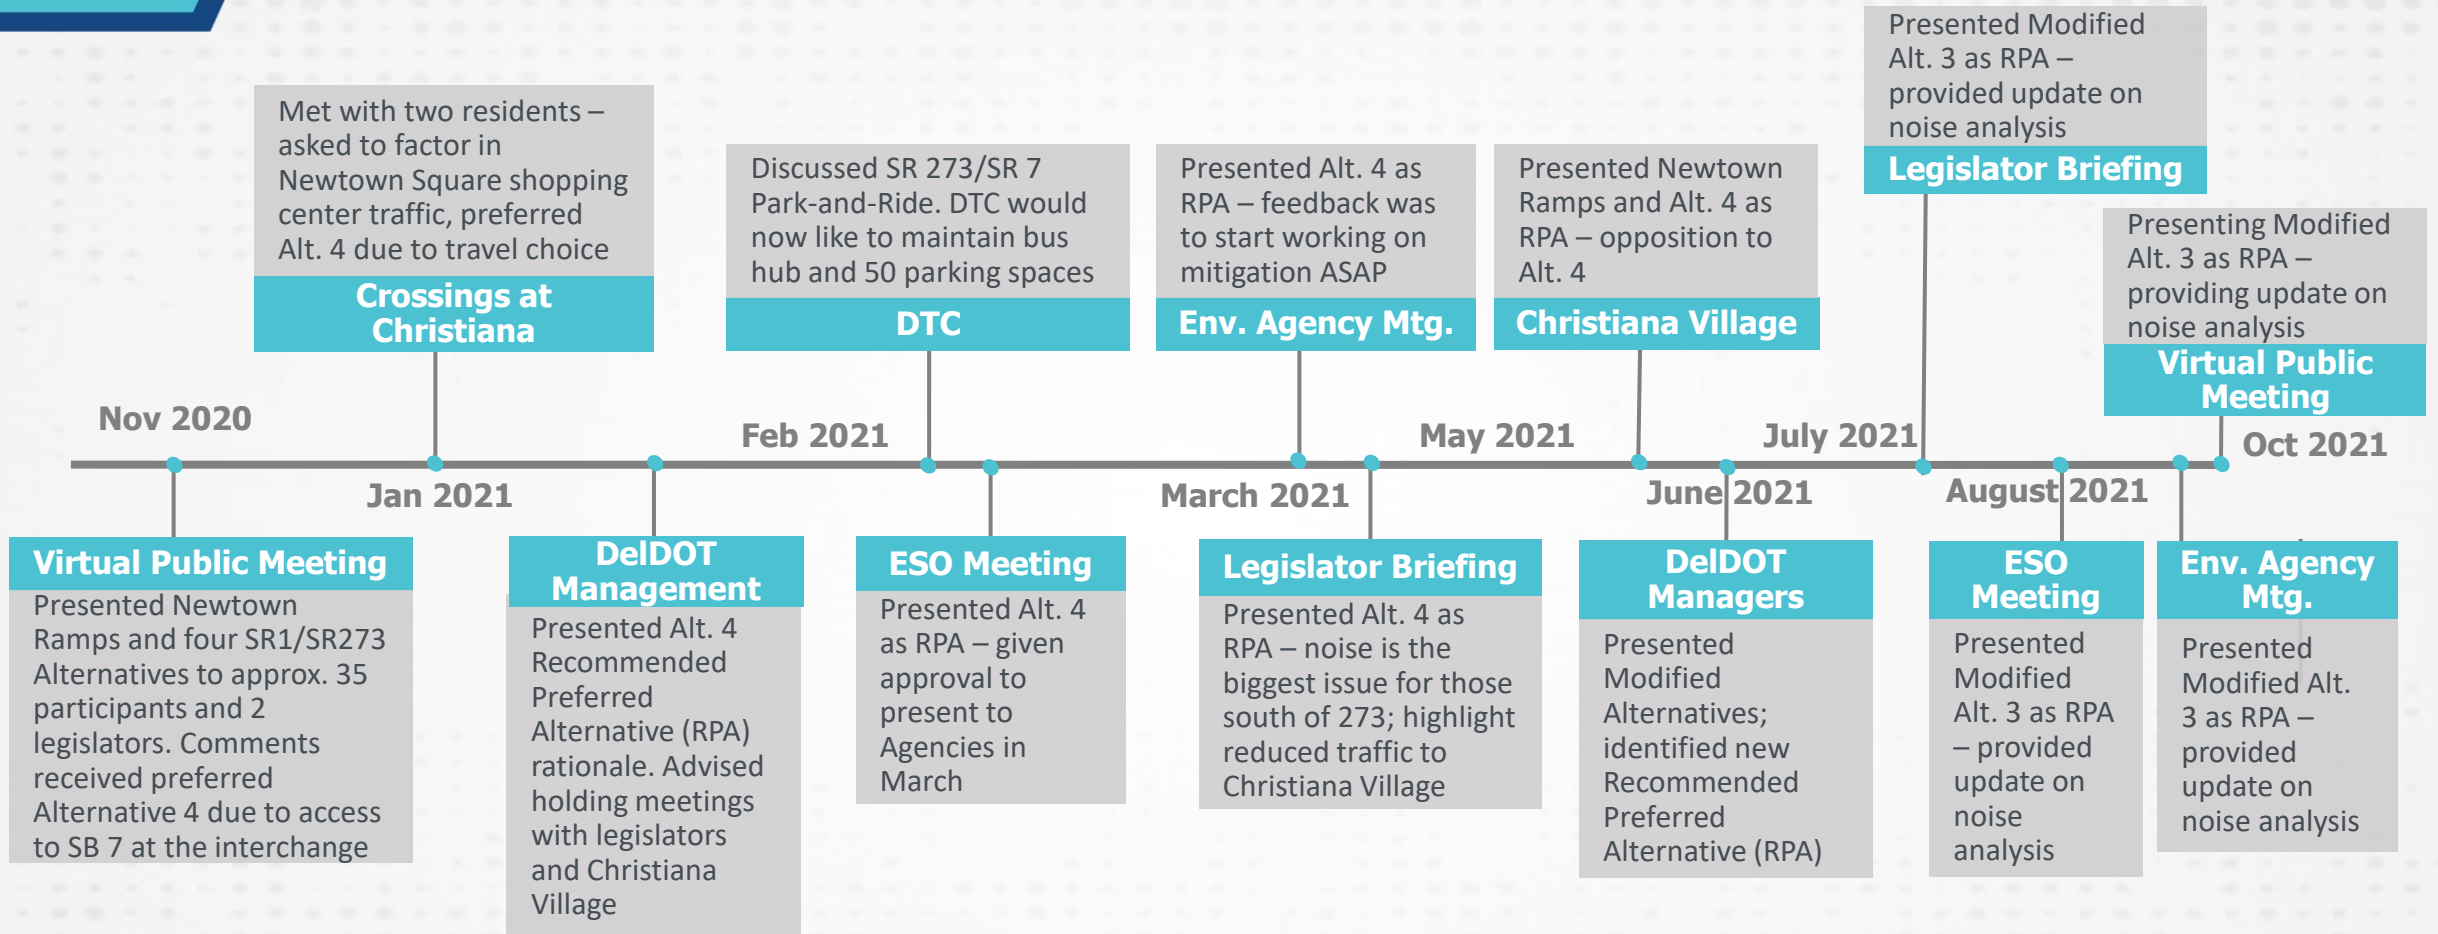 Nov 2020
Virtual Public Meeting
Presented Newtown
Ramps and four SR1/SR273
Alternatives to approx. 35
participants and 2
legislators. Comments
received preferred
Alternative 4 due to access
to SB 7 at the interchange
Met with two residents –
asked to factor in
Newtown Square shopping
center traffic, preferred
Alt. 4 due to travel choice
Crossings at
Christiana
Jan 2021
DelDOT
Management
Presented Alt. 4
Recommended
Preferred
Alternative (RPA)
rationale. Advised
holding meetings
with legislators
and Christiana
Village
Discussed SR 273/SR 7
Park-and-Ride. DTC would
now like to maintain bus
hub and 50 parking spaces
DTC
Feb 2021
ESO Meeting
Presented Alt. 4
as RPA – given
approval to
present to
Agencies in
March
Presented Alt. 4 as
RPA – feedback was
to start working on
mitigation ASAP
Env. Agency Mtg.
March 2021
Legislator Briefing
Presented Alt. 4 as
RPA – noise is the
biggest issue for those
south of 273; highlight
reduced traffic to
Christiana Village
Presented Newtown
Ramps and Alt. 4 as
RPA – opposition to
Alt. 4
Christiana Village
May 2021
June 2021
DelDOT
Managers
Presented
Modified
Alternatives;
identified new
Recommended
Preferred
Alternative (RPA)
Presented Modified
Alt. 3 as RPA –
provided update on
noise analysis
Legislator Briefing
July 2021
August 2021
ESO
Meeting
Presented
Modified
Alt. 3 as RPA
– provided
update on
noise
analysis
Env. Agency
Mtg.
Presented
Modified Alt.
3 as RPA –
provided
update on
noise analysis
Presenting Modified
Alt. 3 as RPA –
providing update on
noise analysis
Virtual Public
Meeting
Oct 2021